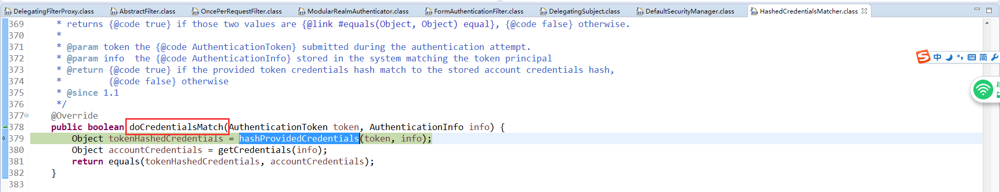 DelegatingFilterProxy.class AbstractFilter.class OncePerRequestFilter.class ModularRealmAuthenticator.class FormAuthenticationFilter.class DelegatingSubject.class DefaultSecurityManager.class HashedCredentialsMatcher.class
369 * returns {@code true} if those two values are {@link #equals(Object, Object) equal}, {@code false} otherwise.
370 *
371 * @param token the {@code AuthenticationToken} submitted during the authentication attempt.
372 * @param info  the {@code AuthenticationInfo} stored in the system matching the token principal
373 * @return {@code true} if the provided token credentials hash match to the stored account credentials hash,
374 *         {@code false} otherwise
375 * @since 1.1
376 */
377 @Override
378 public boolean doCredentialsMatch(AuthenticationToken token, AuthenticationInfo info) {
379     Object tokenHashedCredentials = hashProvidedCredentials(token, info);
380     Object accountCredentials = getCredentials(info);
381     return equals(tokenHashedCredentials, accountCredentials);
382 }
383
S 中 简